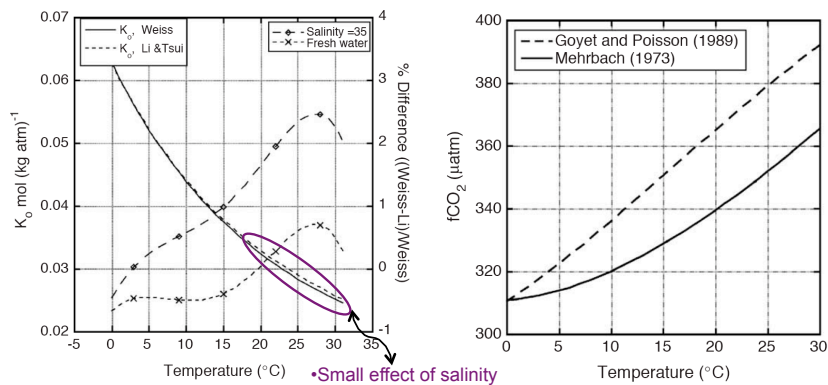 K₀, Weiss
K₀, Li &Tsui
Salinity =35
Fresh water
0.07
0.06
0.05
0.04
0.03
0.02
K₀ mol (kg atm)⁻¹
4
3
2
1
0
-1
% Difference ((Weiss-Li)/Weiss)
-5 0 5 10 15 20 25 30 35
Temperature (°C)
•Small effect of salinity
Goyet and Poisson (1989)
Mehrbach (1973)
420
400
380
360
340
320
300
fCO₂ (µatm)
0 5 10 15 20 25 30
Temperature (°C)